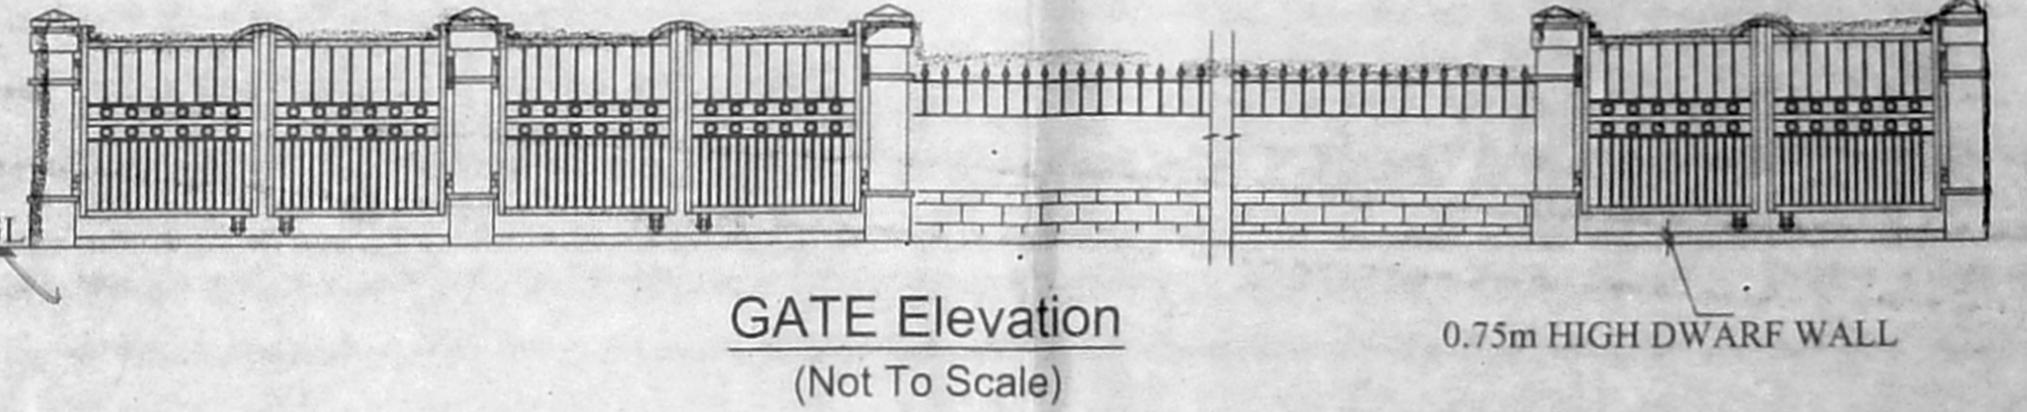 GATE Elevation
(Not To Scale)
0.75m HIGH DWARF WALL